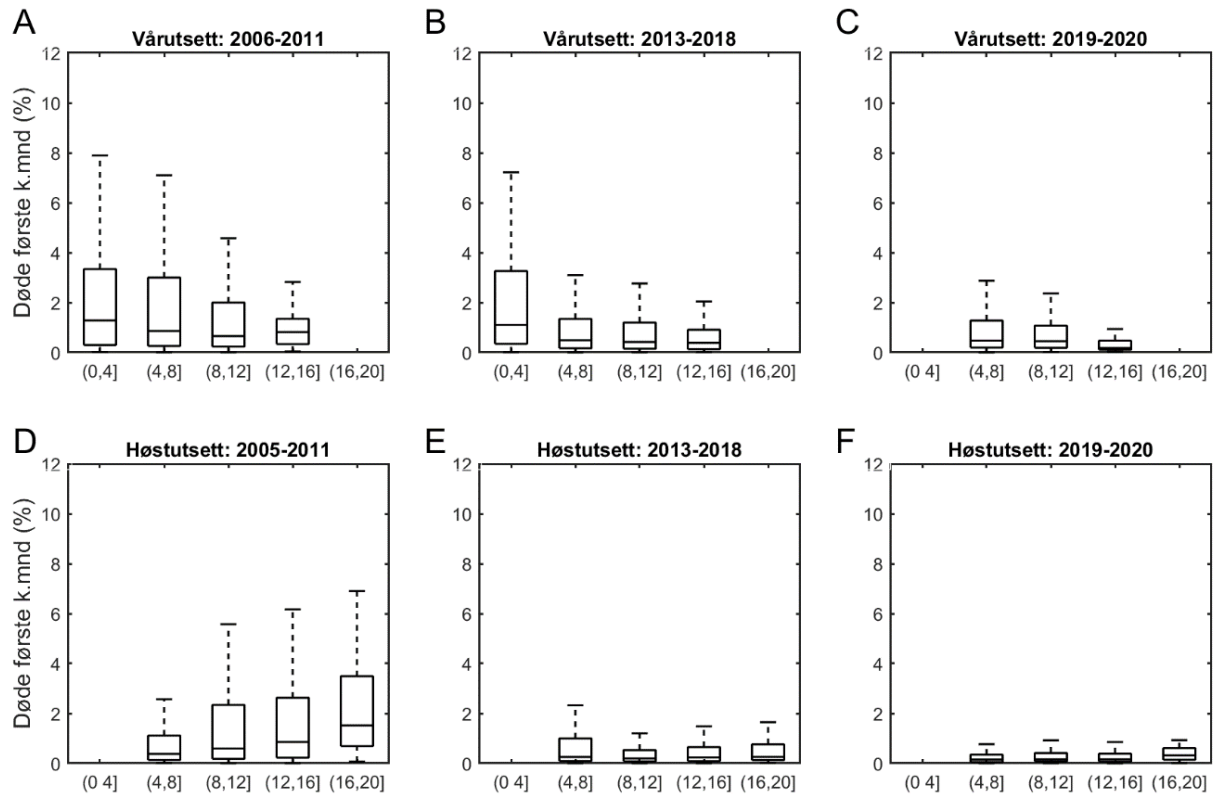 A
Vårutsett: 2006-2011
Døde første k.mnd (%)
12
10
8
6
4
2
0
(0,4] (4,8] (8,12] (12,16] (16,20]
B
Vårutsett: 2013-2018
12
10
8
6
4
2
0
(0,4] (4,8] (8,12] (12,16] (16,20]
C
Vårutsett: 2019-2020
12
10
8
6
4
2
0
(0 4] (4,8] (8,12] (12,16] (16,20]
D
Høstutsett: 2005-2011
Døde første k.mnd (%)
12
10
8
6
4
2
0
(0 4] (4,8] (8,12] (12,16] (16,20]
E
Høstutsett: 2013-2018
12
10
8
6
4
2
0
(0 4] (4,8] (8,12] (12,16] (16,20]
F
Høstutsett: 2019-2020
12
10
8
6
4
2
0
(0 4] (4,8] (8,12] (12,16] (16,20]